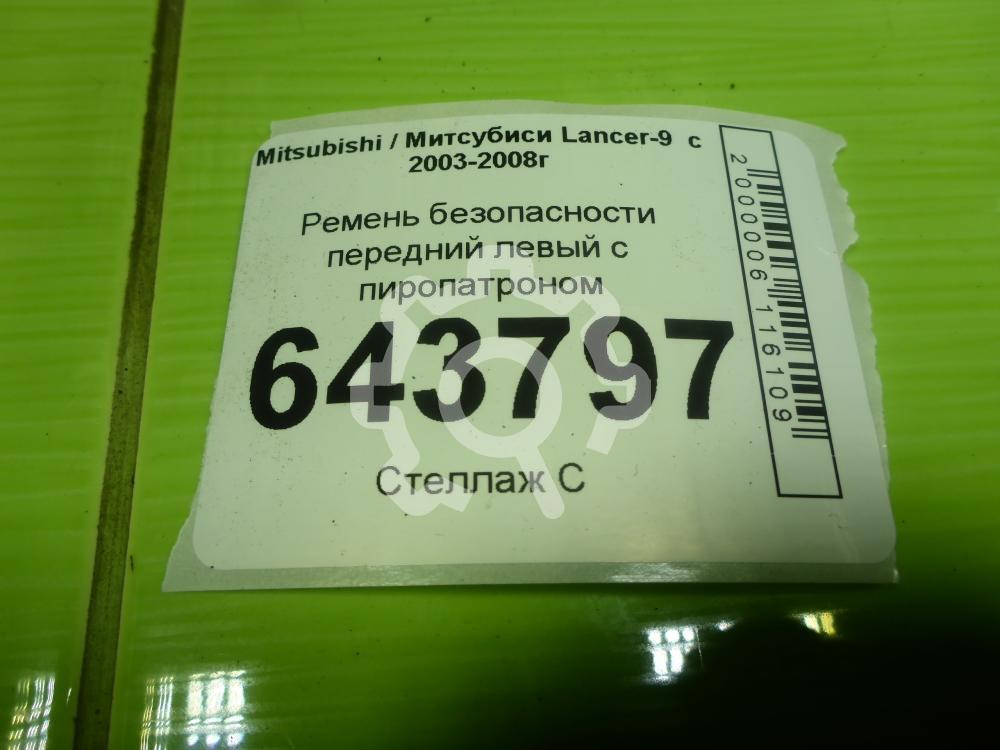 Mitsubishi / Митсубиси Lancer-9 с
2003-2008г
Ремень безопасности
передний левый с
пиропатроном
643797
Стеллаж С
2000006116109